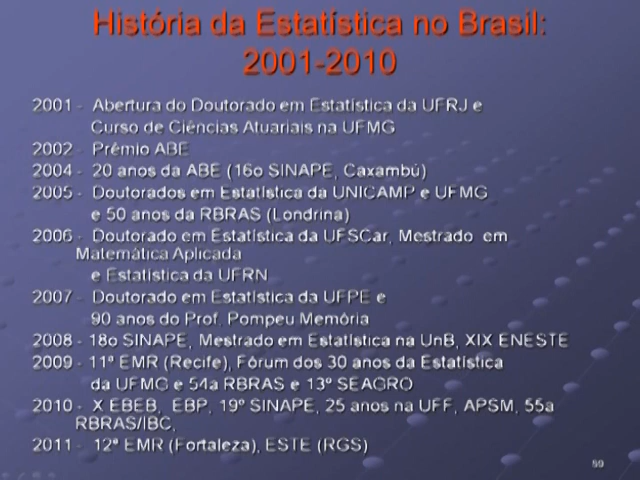 História da Estatística no Brasil:
2001-2010
2001 - Abertura do Doutorado em Estatística da UFRJ e
Curso de Ciências Atuariais na UFMG
2002 - Prêmio ABE
2004 - 20 anos da ABE (16o SINAPE, Caxambú)
2005 - Doutorados em Estatística da UNICAMP e UFMG
e 50 anos da RBRAS (Londrina)
2006 - Doutorado em Estatística da UFSCar, Mestrado em
Matemática Aplicada
e Estatística da UFRN
2007 - Doutorado em Estatística da UFPE e
90 anos do Prof. Pompeu Memória
2008 - 18o SINAPE, Mestrado em Estatística na UnB, XIX ENESTE
2009 - 11ª EMR (Recife), Fórum dos 30 anos da Estatística
da UFMG e 54a RBRAS e 13º SEAGRO
2010 - X EBEB, EBP, 19º SINAPE, 25 anos na UFF, APSM, 55a
RBRAS/IBC,
2011 - 12ª EMR (Fortaleza), ESTE (RGS)